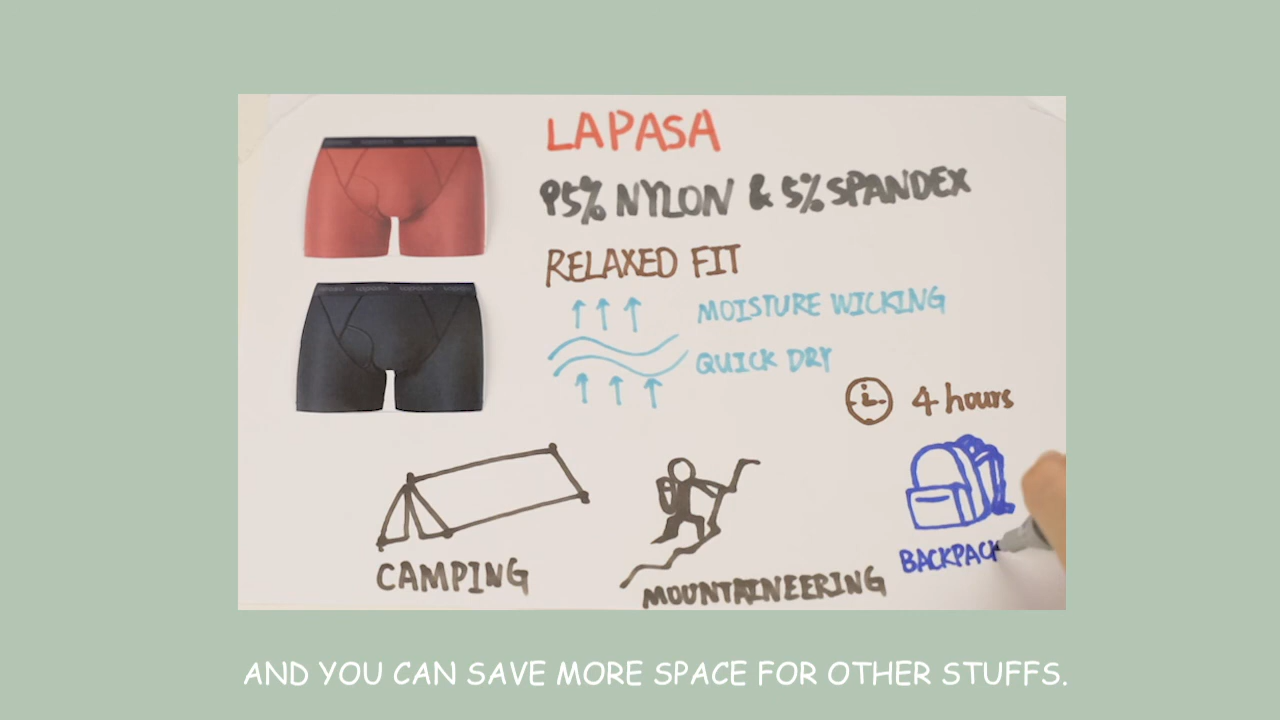 LAPASA
95% NYLON & 5% SPANDEX
RELAXED FIT
MOISTURE WICKING
QUICK DRY
4 hours
CAMPING
MOUNTAINEERING
BACKPACK
AND YOU CAN SAVE MORE SPACE FOR OTHER STUFFS.